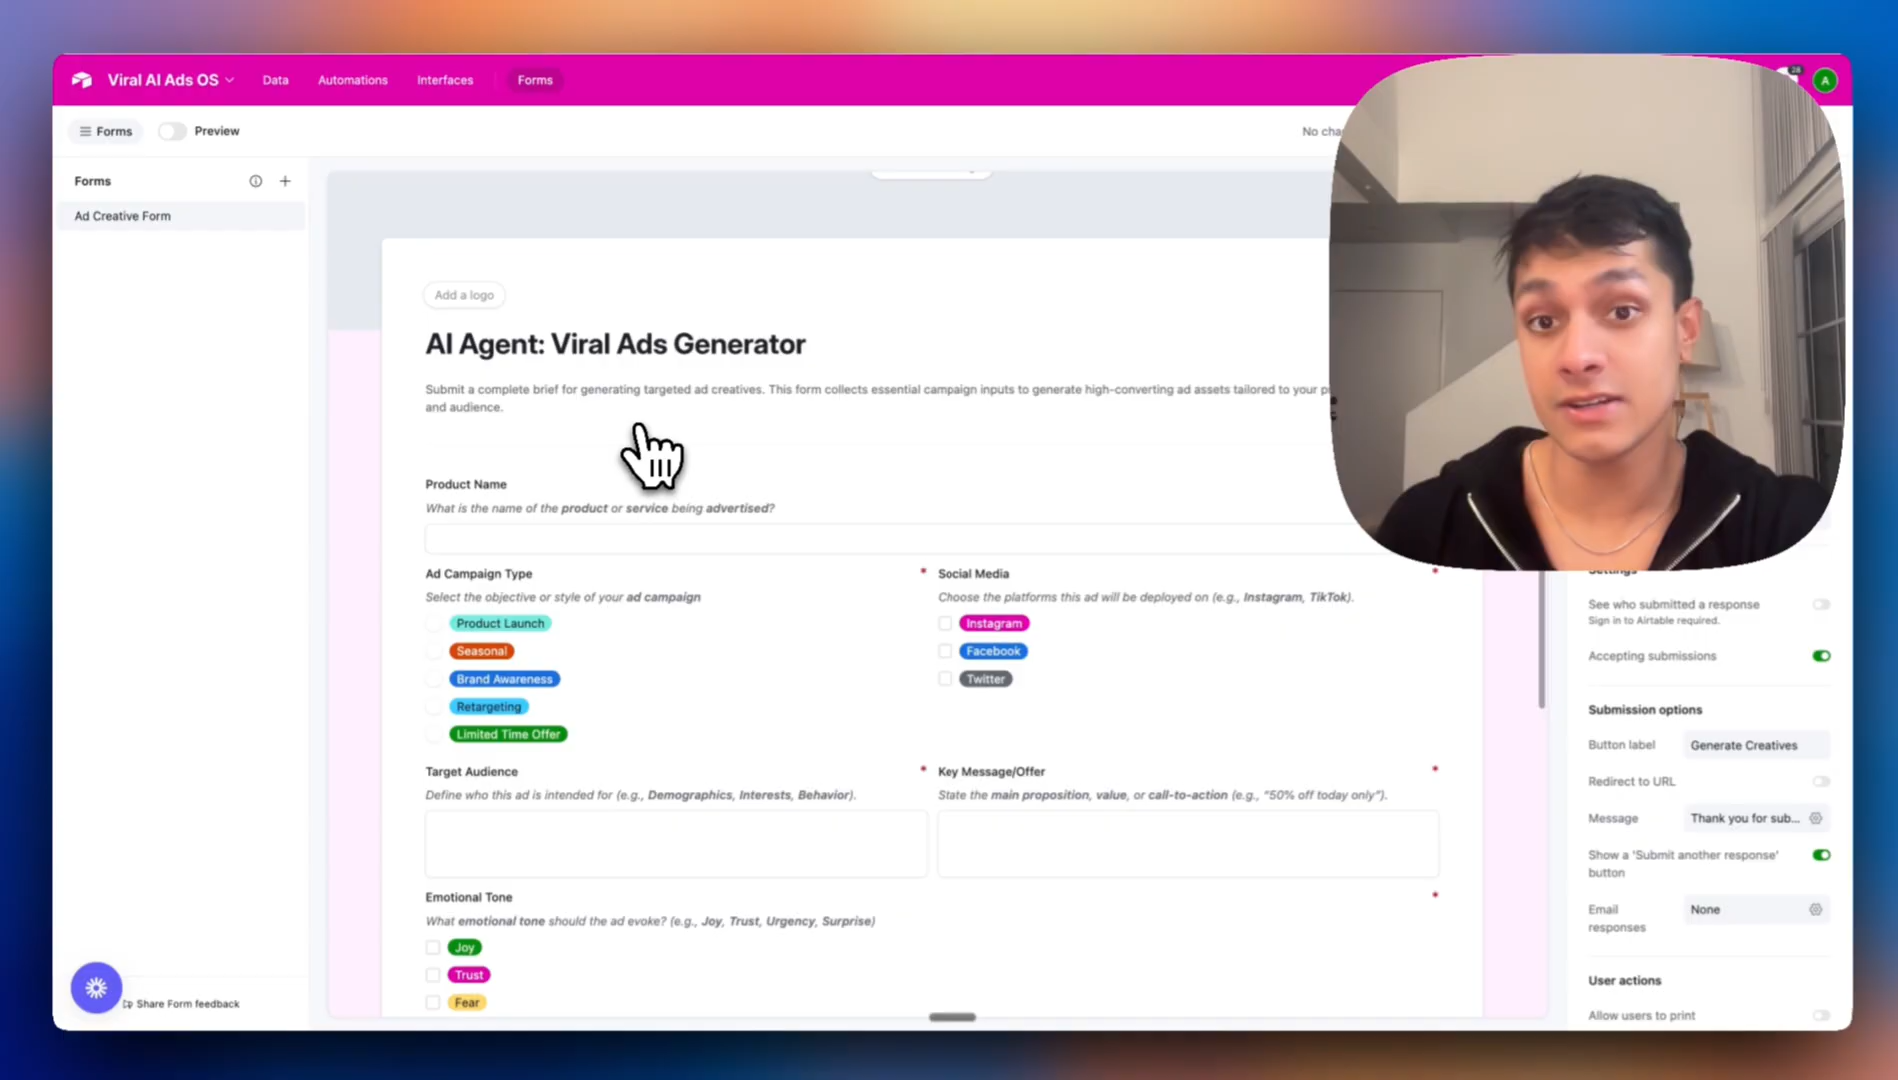 Viral AI Ads OS
Data
Automations
Interfaces
Forms
28
A
Forms
Preview
No
Forms
Ad Creative Form
Add a logo
AI Agent: Viral Ads Generator
Submit a complete brief for generating targeted ad creatives. This form collects essential campaign inputs to generate high-converting ad assets tailored to your
and audience.
Product Name
What is the name of the product or service being advertised?
Ad Campaign Type *
Select the objective or style of your ad campaign
Product Launch
Seasonal
Brand Awareness
Retargeting
Limited Time Offer
Social Media *
Choose the platforms this ad will be deployed on (e.g., Instagram, TikTok).
Instagram
Facebook
Twitter
Target Audience *
Define who this ad is intended for (e.g., Demographics, Interests, Behavior).
Key Message/Offer *
State the main proposition, value, or call-to-action (e.g., "50% off today only").
Emotional Tone *
What emotional tone should the ad evoke? (e.g., Joy, Trust, Urgency, Surprise)
Joy
Trust
Fear
Share Form feedback
Settings
See who submitted a response
Sign in to Airtable required.
Accepting submissions
Submission options
Button label
Generate Creatives
Redirect to URL
Message
Thank you for sub...
Show a 'Submit another response'
button
Email
responses
None
User actions
Allow users to print